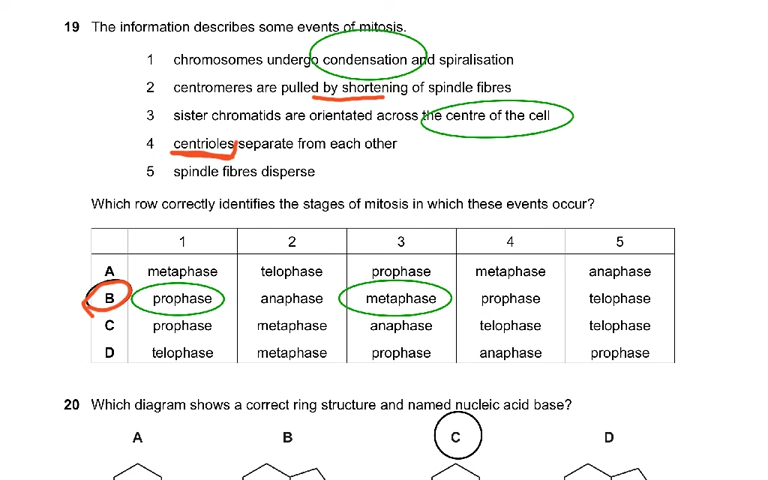 19 The information describes some events of mitosis.
1 chromosomes undergo condensation and spiralisation
2 centromeres are pulled by shortening of spindle fibres
3 sister chromatids are orientated across the centre of the cell
4 centrioles separate from each other
5 spindle fibres disperse
Which row correctly identifies the stages of mitosis in which these events occur?
1 2 3 4 5
A metaphase telophase prophase metaphase anaphase
B prophase anaphase metaphase prophase telophase
C prophase metaphase anaphase telophase telophase
D telophase metaphase prophase anaphase prophase
20 Which diagram shows a correct ring structure and named nucleic acid base?
A B C D